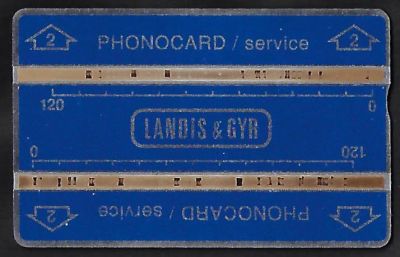 2 PHONOCARD / service 2
120 0
LANDIS & GYR
0 120
2 PHONOCARD / service 2